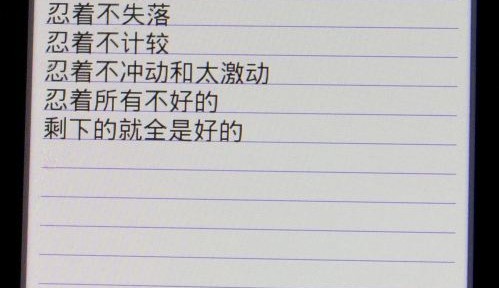 忍着不失落
忍着不计较
忍着不冲动和太激动
忍着所有不好的
剩下的就全是好的